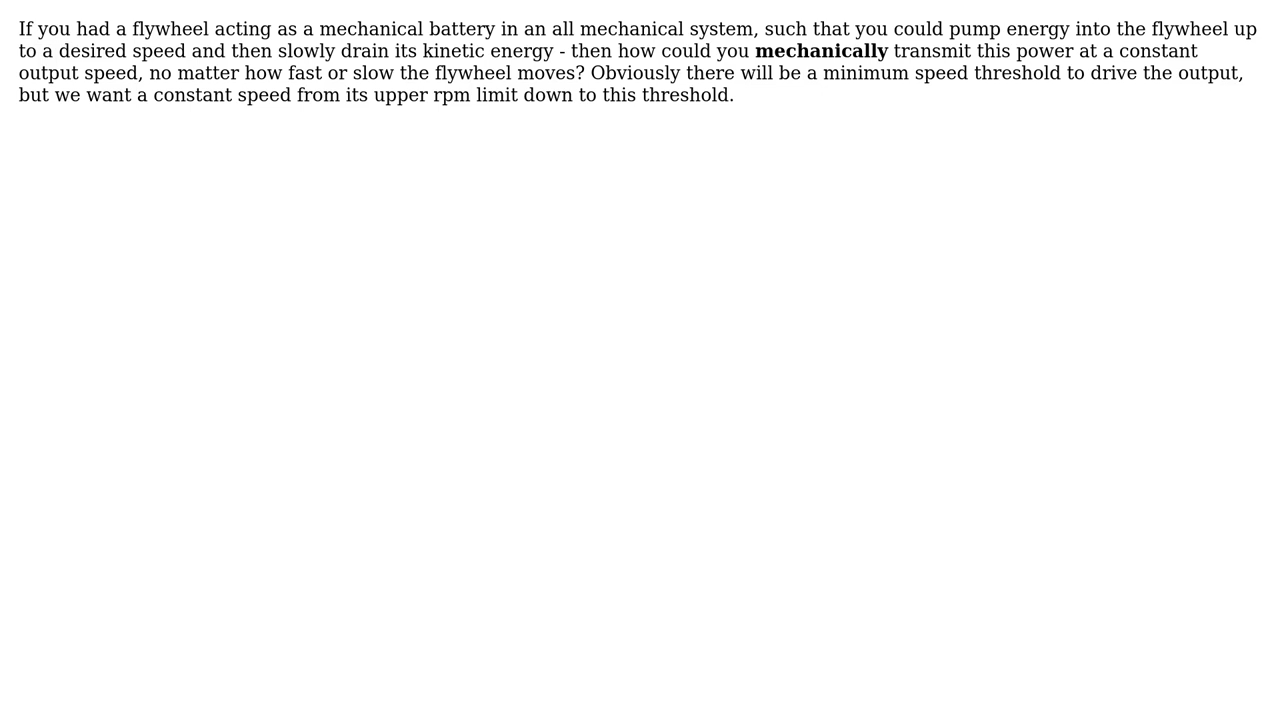 If you had a flywheel acting as a mechanical battery in an all mechanical system, such that you could pump energy into the flywheel up
to a desired speed and then slowly drain its kinetic energy - then how could you mechanically transmit this power at a constant
output speed, no matter how fast or slow the flywheel moves? Obviously there will be a minimum speed threshold to drive the output,
but we want a constant speed from its upper rpm limit down to this threshold.